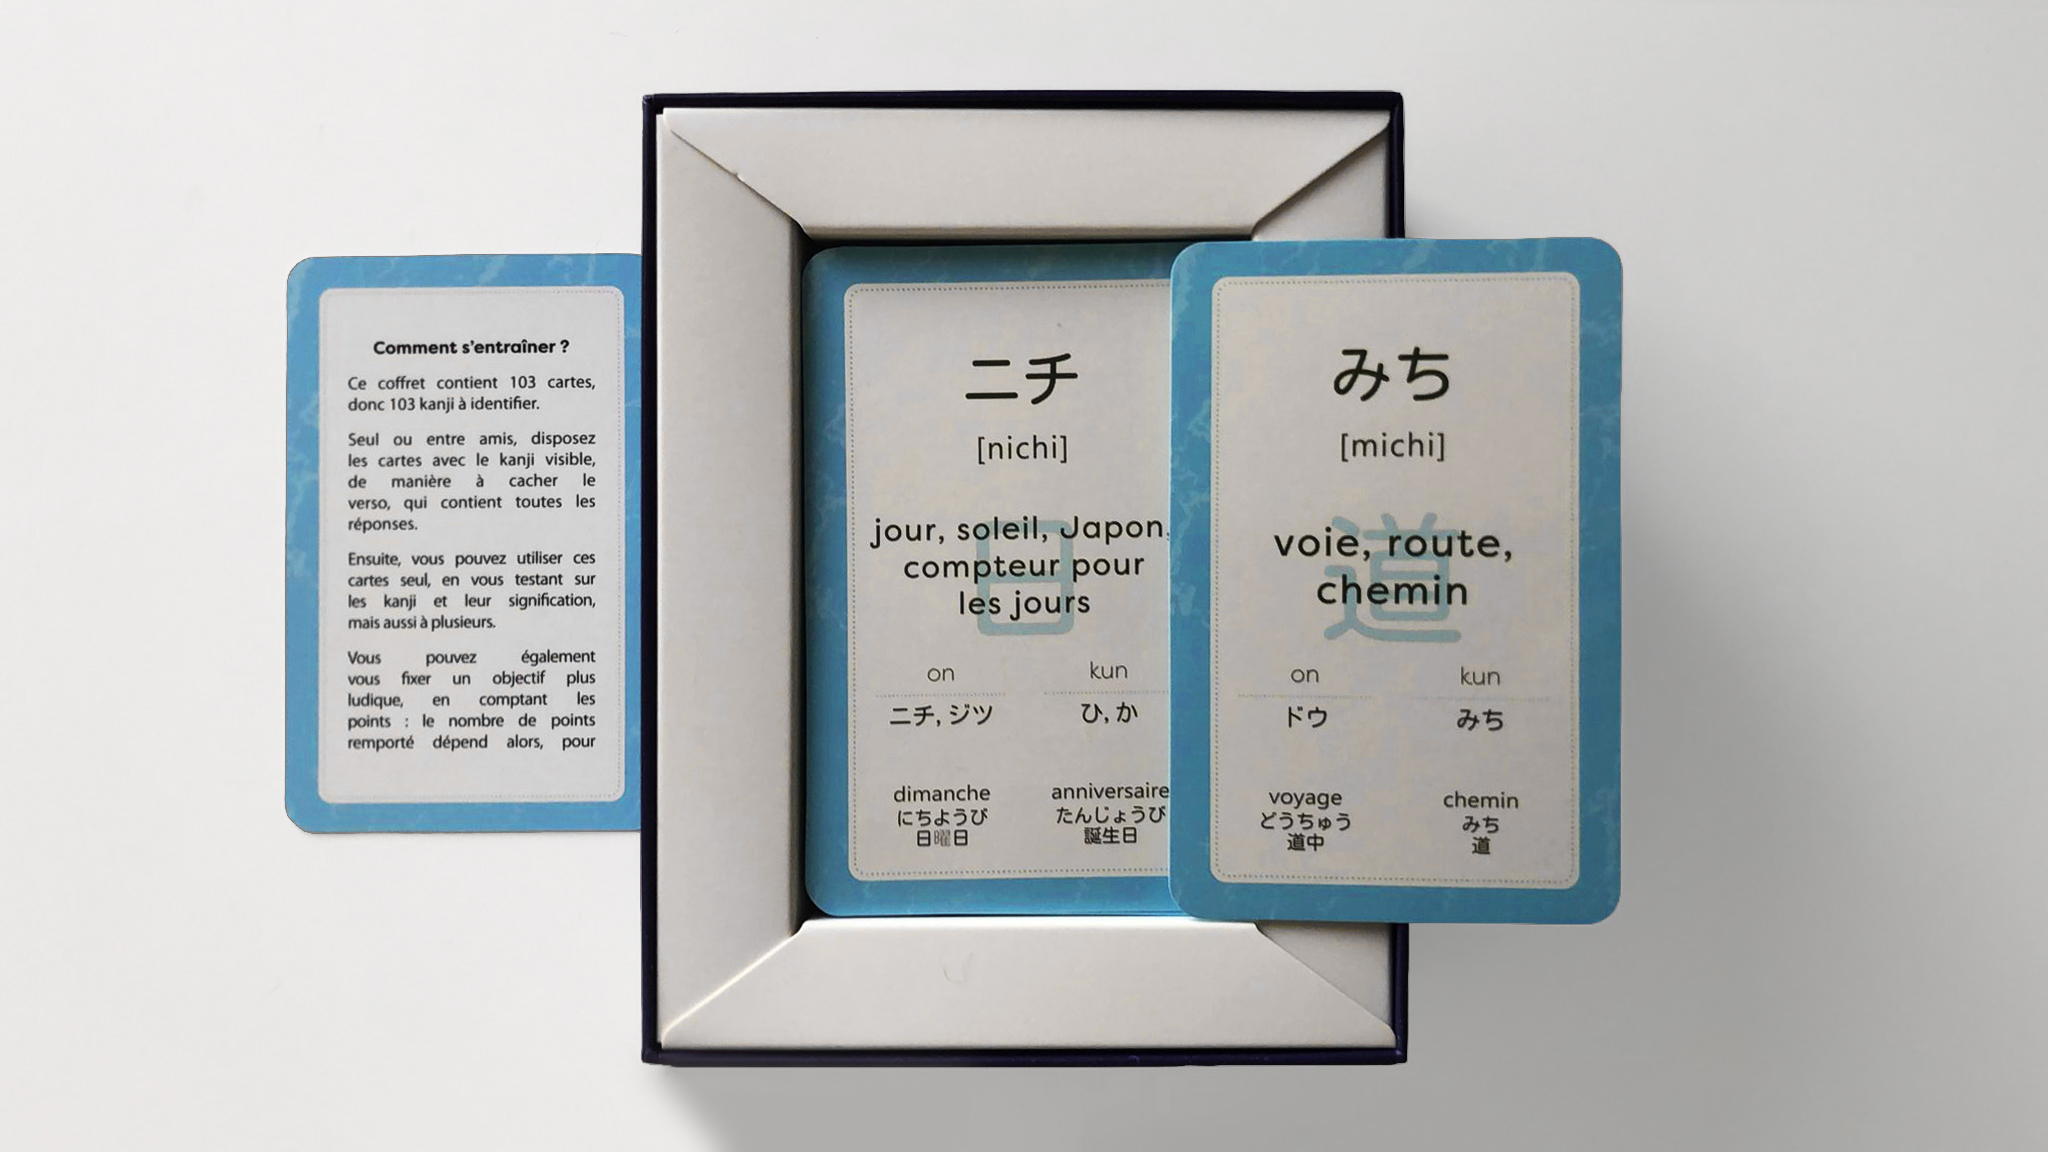 Comment s'entraîner ?
Ce coffret contient 103 cartes,
donc 103 kanji à identifier.
Seul ou entre amis, disposez
les cartes avec le kanji visible,
de manière à cacher le
verso, qui contient toutes les
réponses.
Ensuite, vous pouvez utiliser ces
cartes seul, en vous testant sur
les kanji et leur signification,
mais aussi à plusieurs.
Vous pouvez également
vous fixer un objectif plus
ludique, en comptant les
points : le nombre de points
remporté dépend alors, pour
ニチ
[nichi]
日
jour, soleil, Japon,
compteur pour
les jours
on kun
ニチ, ジツ ひ, か
dimanche anniversaire
にちようび たんじょうび
日曜日 誕生日
みち
[michi]
道
voie, route,
chemin
on kun
ドウ みち
voyage chemin
どうちゅう みち
道中 道